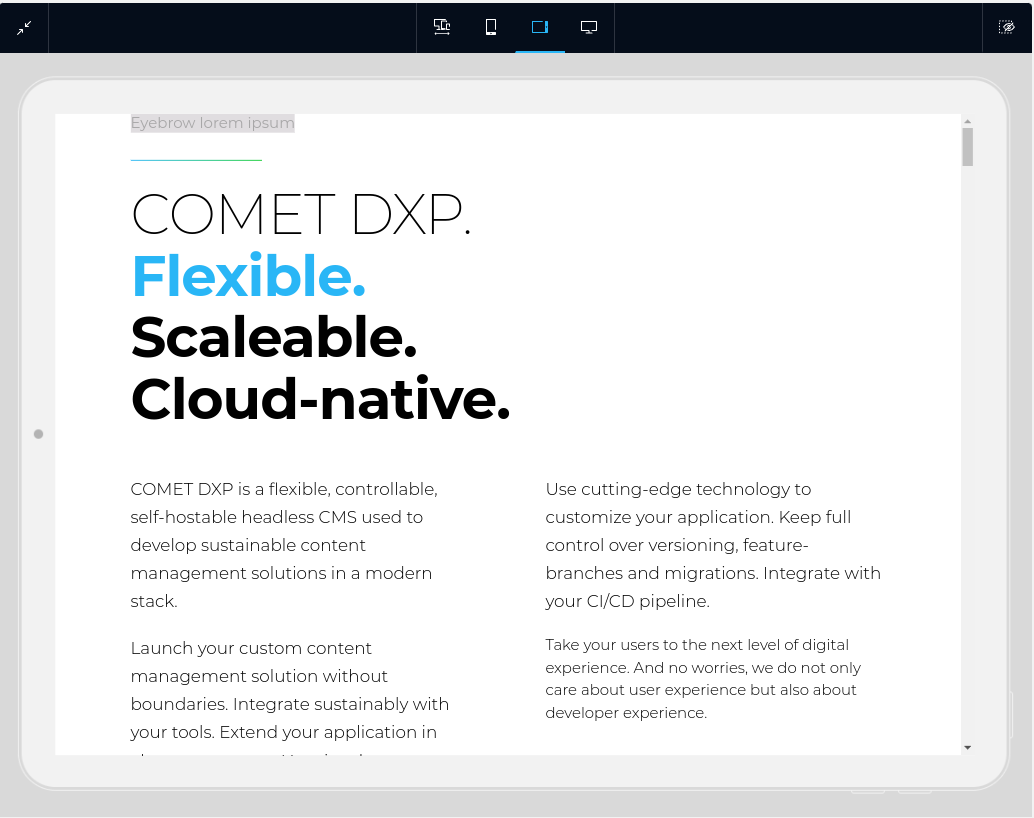 Eyebrow lorem ipsum
COMET DXP.
Flexible.
Scaleable.
Cloud-native.
COMET DXP is a flexible, controllable,
self-hostable headless CMS used to
develop sustainable content
management solutions in a modern
stack.
Launch your custom content
management solution without
boundaries. Integrate sustainably with
your tools. Extend your application in
Use cutting-edge technology to
customize your application. Keep full
control over versioning, feature-
branches and migrations. Integrate with
your CI/CD pipeline.
Take your users to the next level of digital
experience. And no worries, we do not only
care about user experience but also about
developer experience.